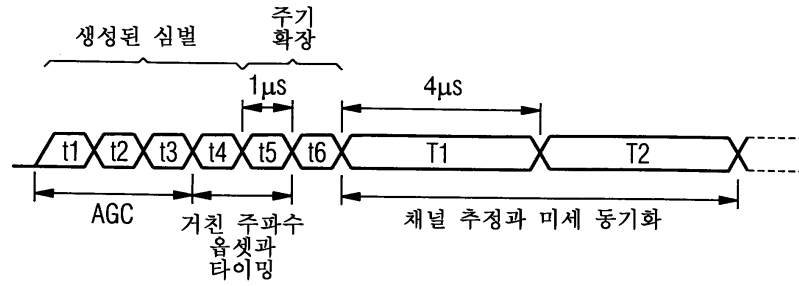 생성된 심벌
주기
확장
1µs
4µs
t1 t2 t3 t4 t5 t6 T1 T2
AGC
거친 주파수
옵셋과
타이밍
채널 추정과 미세 동기화